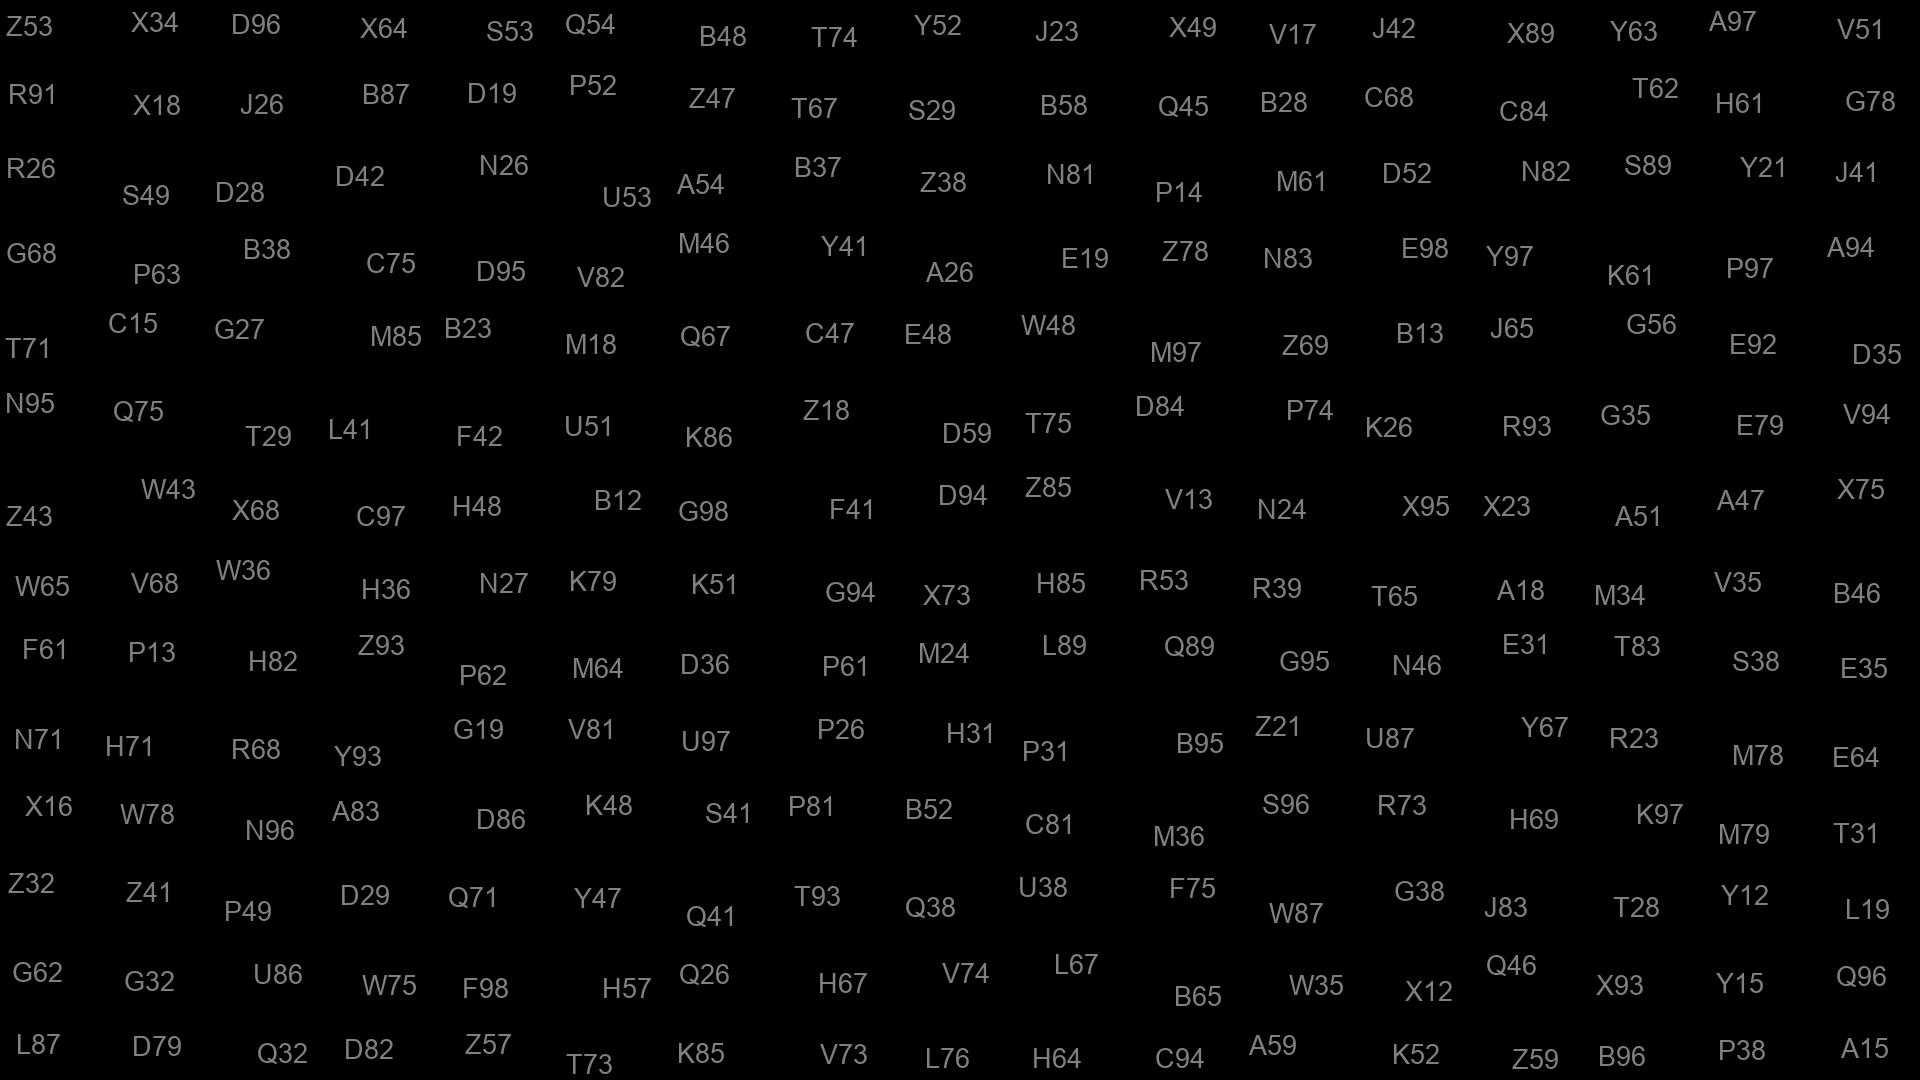 Z53 X34 D96 X64 S53 Q54 B48 T74 Y52 J23 X49 V17 J42 X89 Y63 A97 V51
R91 X18 J26 B87 D19 P52 Z47 T67 S29 B58 Q45 B28 C68 C84 T62 H61 G78
R26 S49 D28 D42 N26 U53 A54 B37 Z38 N81 P14 M61 D52 N82 S89 Y21 J41
G68 P63 B38 C75 D95 V82 M46 Y41 A26 E19 Z78 N83 E98 Y97 K61 P97 A94
T71 C15 G27 M85 B23 M18 Q67 C47 E48 W48 M97 Z69 B13 J65 G56 E92 D35
N95 Q75 T29 L41 F42 U51 K86 Z18 D59 T75 D84 P74 K26 R93 G35 E79 V94
Z43 W43 X68 C97 H48 B12 G98 F41 D94 Z85 V13 N24 X95 X23 A51 A47 X75
W65 V68 W36 H36 N27 K79 K51 G94 X73 H85 R53 R39 T65 A18 M34 V35 B46
F61 P13 H82 Z93 P62 M64 D36 P61 M24 L89 Q89 G95 N46 E31 T83 S38 E35
N71 H71 R68 Y93 G19 V81 U97 P26 H31 P31 B95 Z21 U87 Y67 R23 M78 E64
X16 W78 N96 A83 D86 K48 S41 P81 B52 C81 M36 S96 R73 H69 K97 M79 T31
Z32 Z41 P49 D29 Q71 Y47 Q41 T93 Q38 U38 F75 W87 G38 J83 T28 Y12 L19
G62 G32 U86 W75 F98 H57 Q26 H67 V74 L67 B65 W35 X12 Q46 X93 Y15 Q96
L87 D79 Q32 D82 Z57 T73 K85 V73 L76 H64 C94 A59 K52 Z59 B96 P38 A15